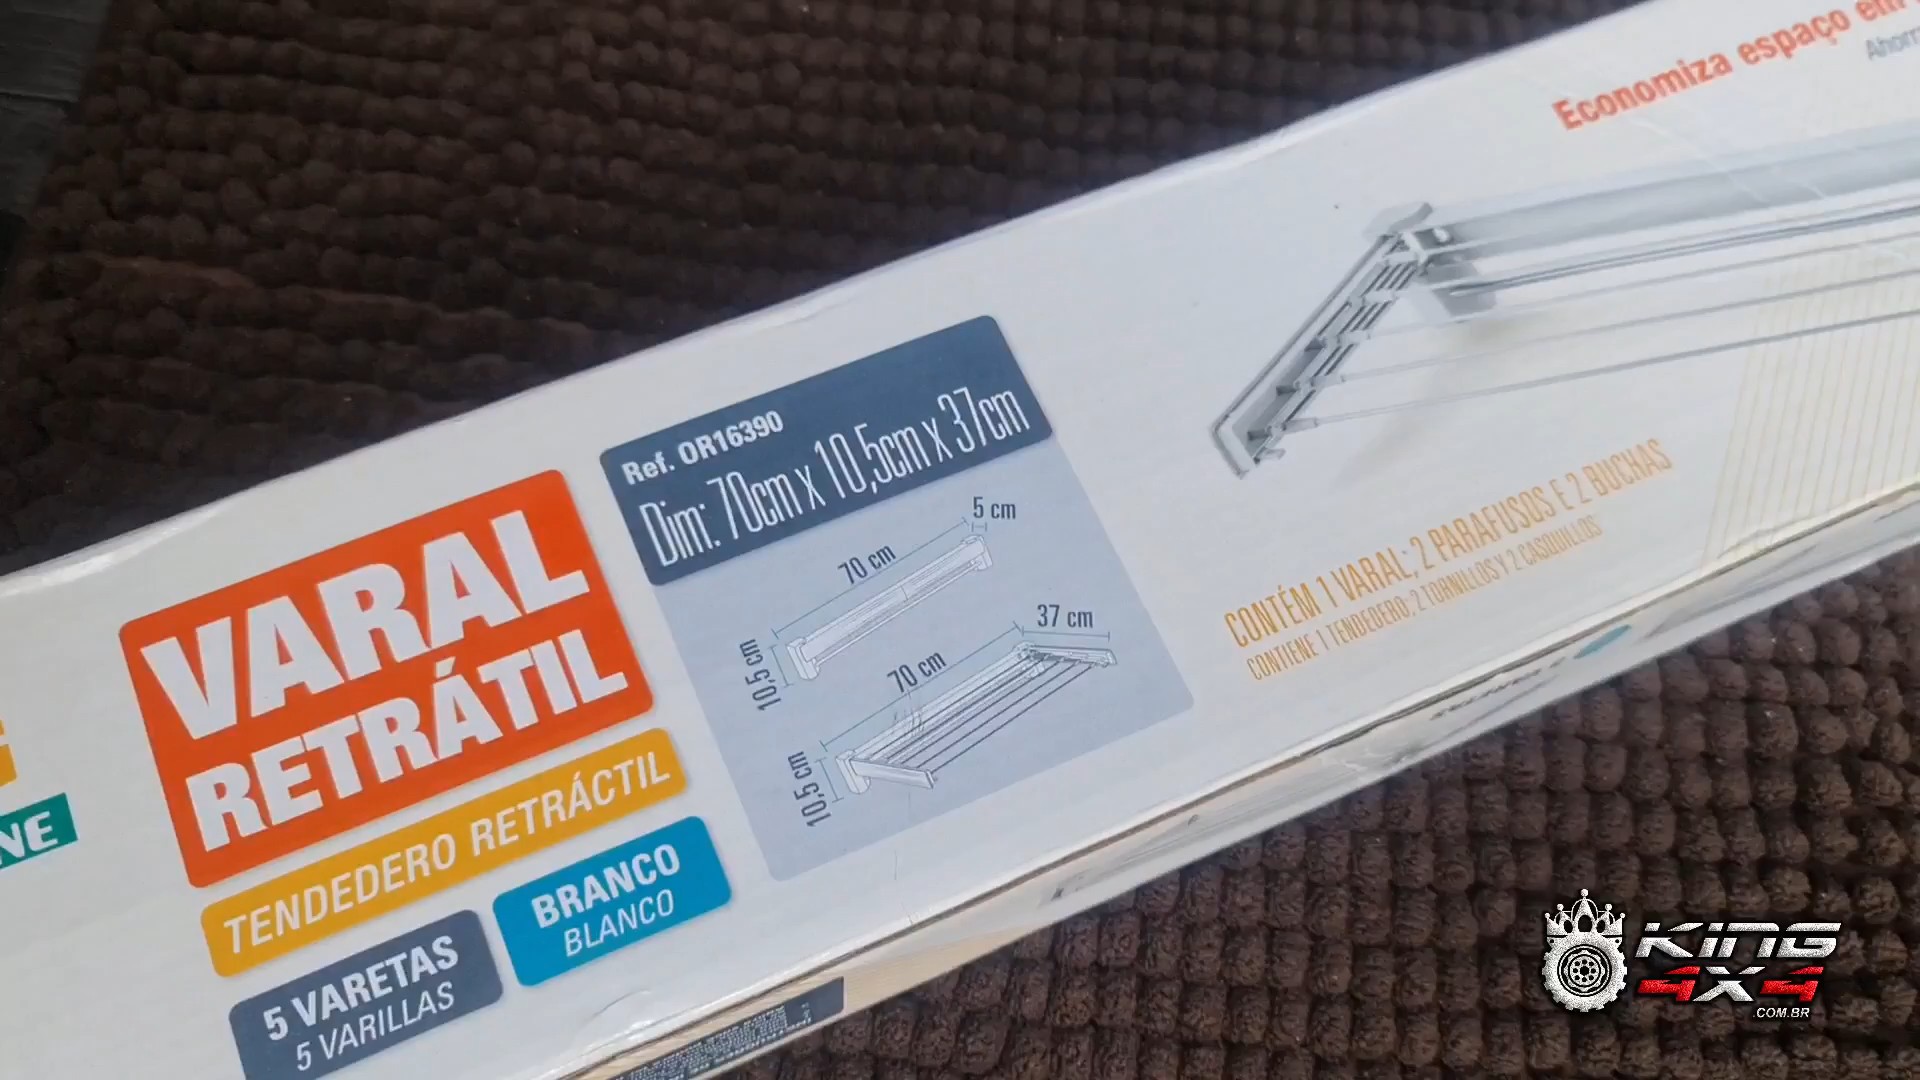 Economiza espaço em
Ahorra
Ref. OR16390
Dim: 70cm x 10,5cm x 37cm
5 cm
70 cm
10,5 cm
37 cm
70 cm
10,5 cm
VARAL
RETRÁTIL
TENDEDERO RETRÁCTIL
5 VARETAS
5 VARILLAS
BRANCO
BLANCO
CONTÉM 1 VARAL; 2 PARAFUSOS E 2 BUCHAS
CONTIENE 1 TENDEDERO; 2 TORNILLOS Y 2 CASQUILLOS
NE
KING
4X4
.COM.BR